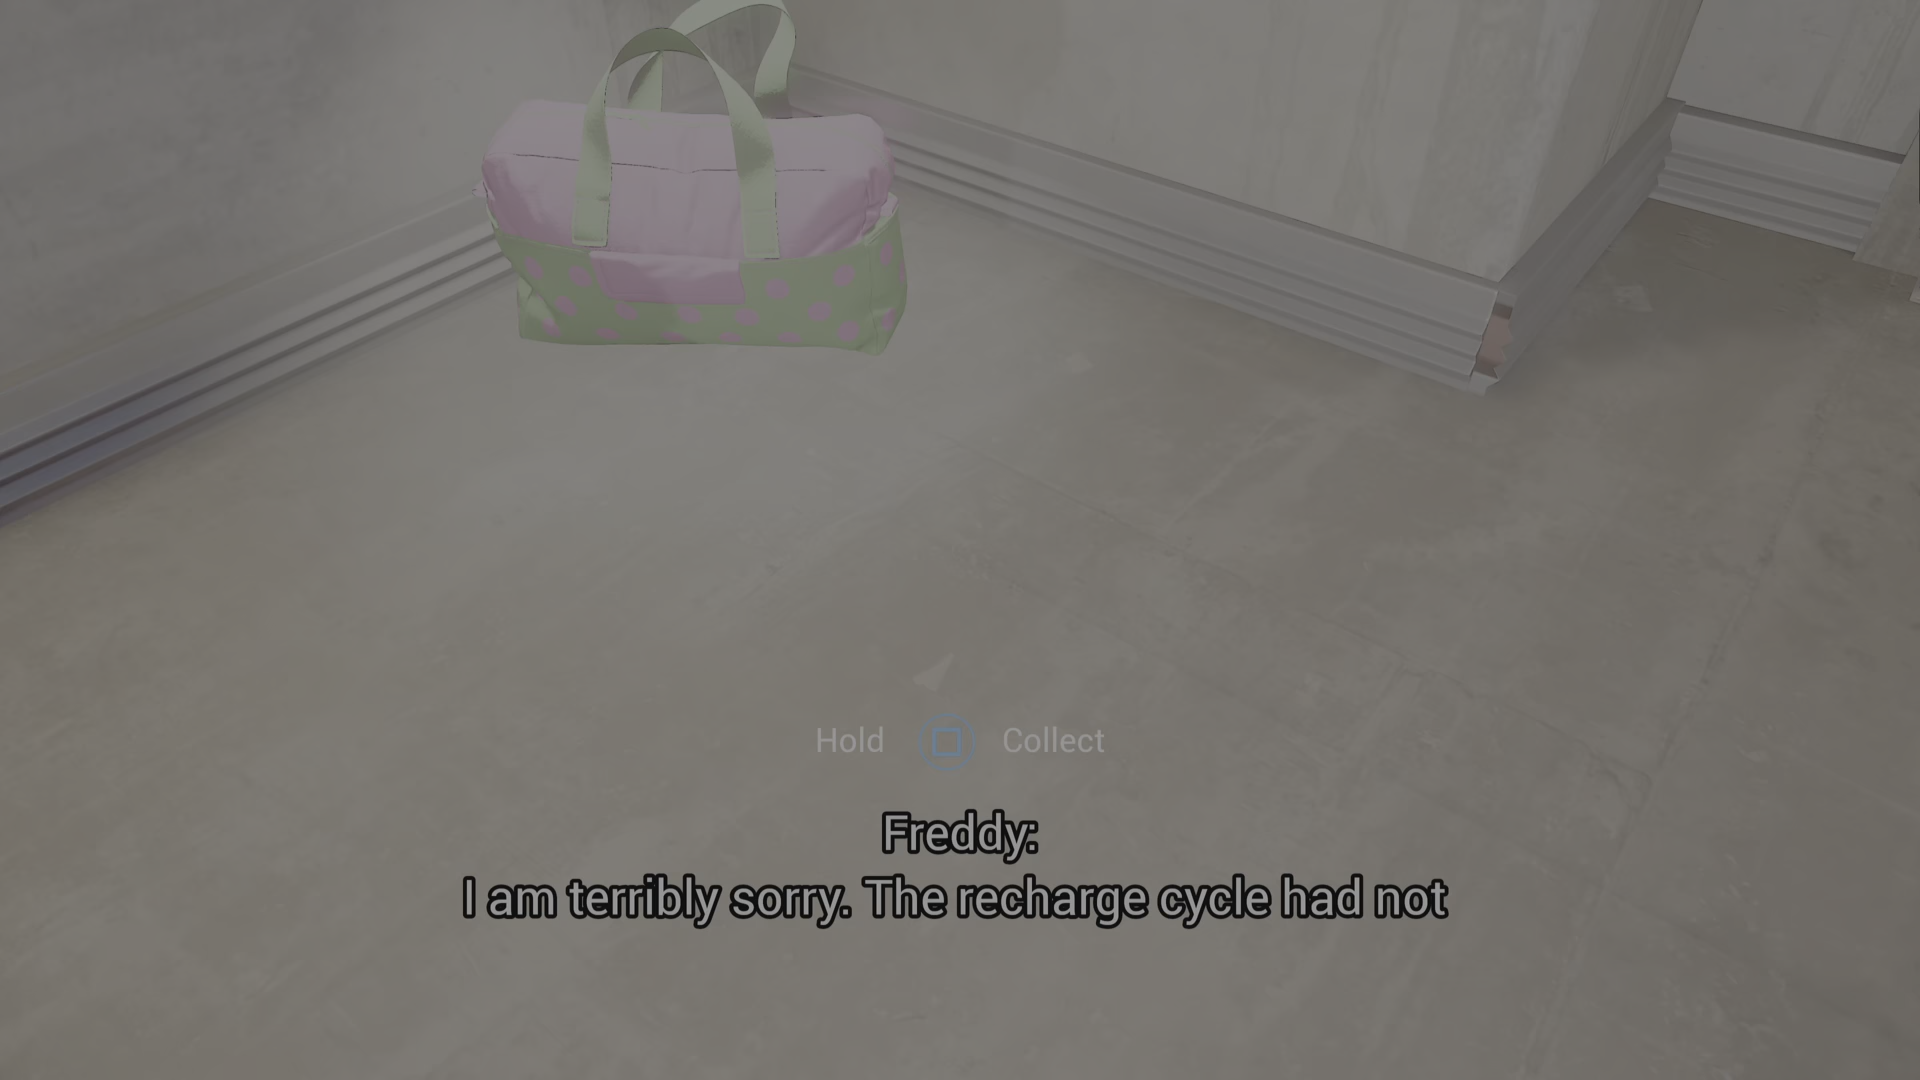 Hold Collect
Freddy:
I am terribly sorry. The recharge cycle had not